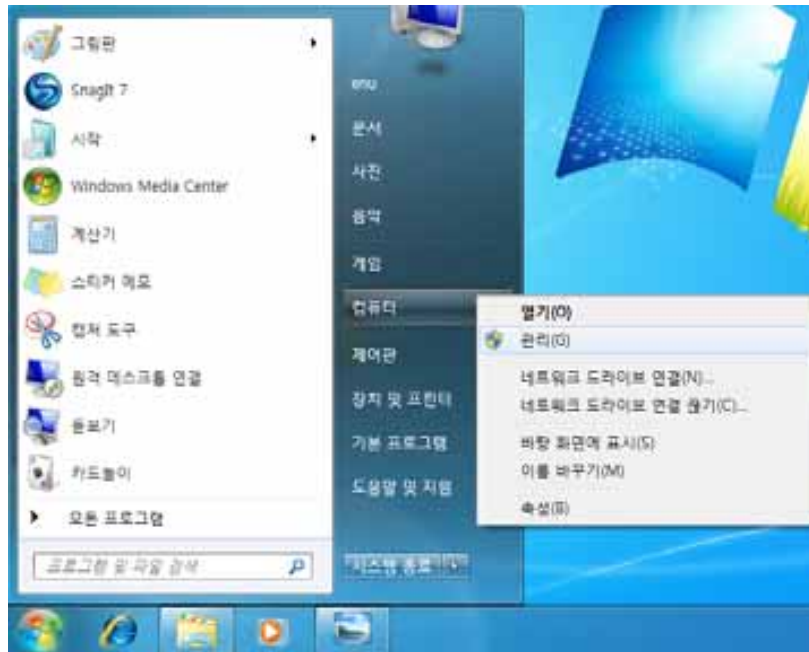 그림판
SnagIt 7
시작
Windows Media Center
계산기
스티커 메모
캡처 도구
원격 데스크톱 연결
돋보기
카드놀이
모든 프로그램
프로그램 및 파일 검색
enu
문서
사진
음악
게임
컴퓨터
제어판
장치 및 프린터
기본 프로그램
도움말 및 지원
시스템 종료
열기(O)
관리(G)
네트워크 드라이브 연결(N)...
네트워크 드라이브 연결 끊기(C)...
바탕 화면에 표시(S)
이름 바꾸기(M)
속성(R)